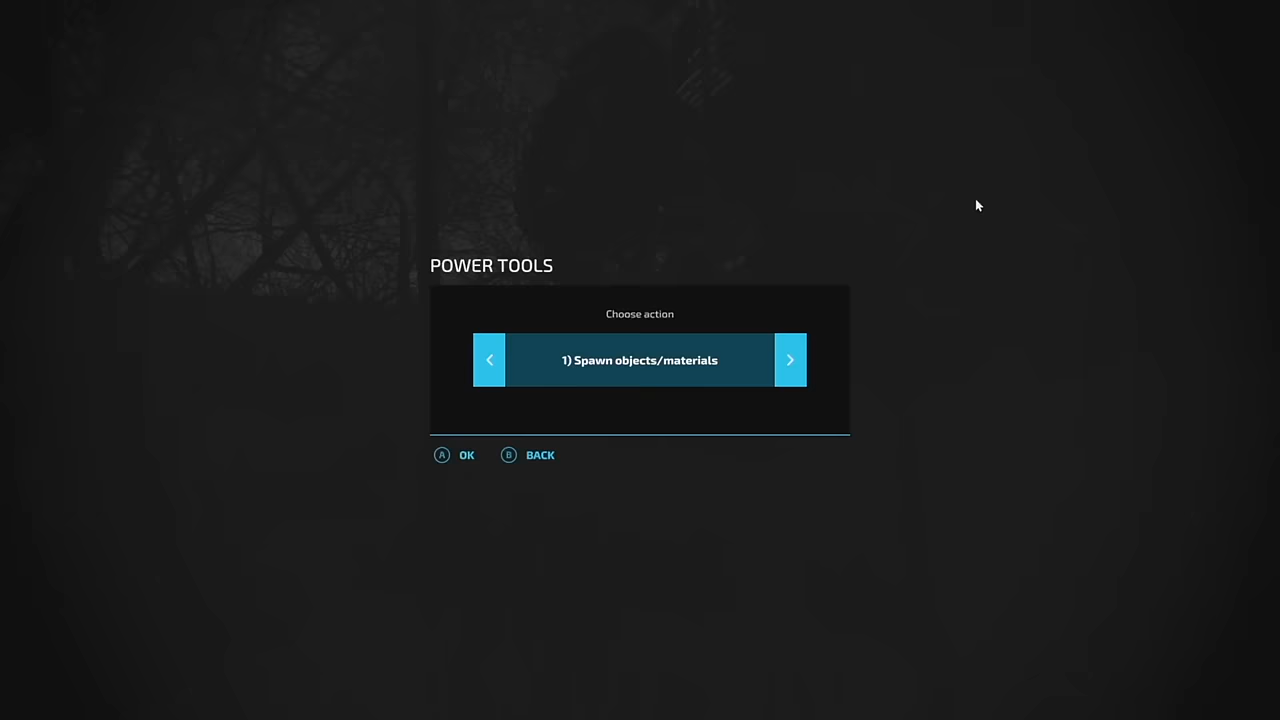 POWER TOOLS
Choose action
1) Spawn objects/materials
A OK B BACK